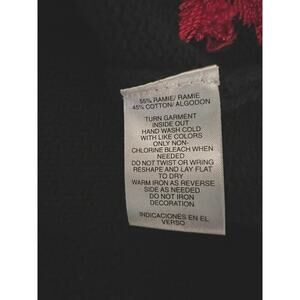 55% RAMIE/ RAMIE
45% COTTON/ ALGODON
TURN GARMENT
INSIDE OUT
HAND WASH COLD
WITH LIKE COLORS
ONLY NON-
CHLORINE BLEACH WHEN
NEEDED
DO NOT TWIST OR WRING
RESHAPE AND LAY FLAT
TO DRY
WARM IRON AS REVERSE
SIDE AS NEEDED
DO NOT IRON
DECORATION
INDICACIONES EN EL
VERSO